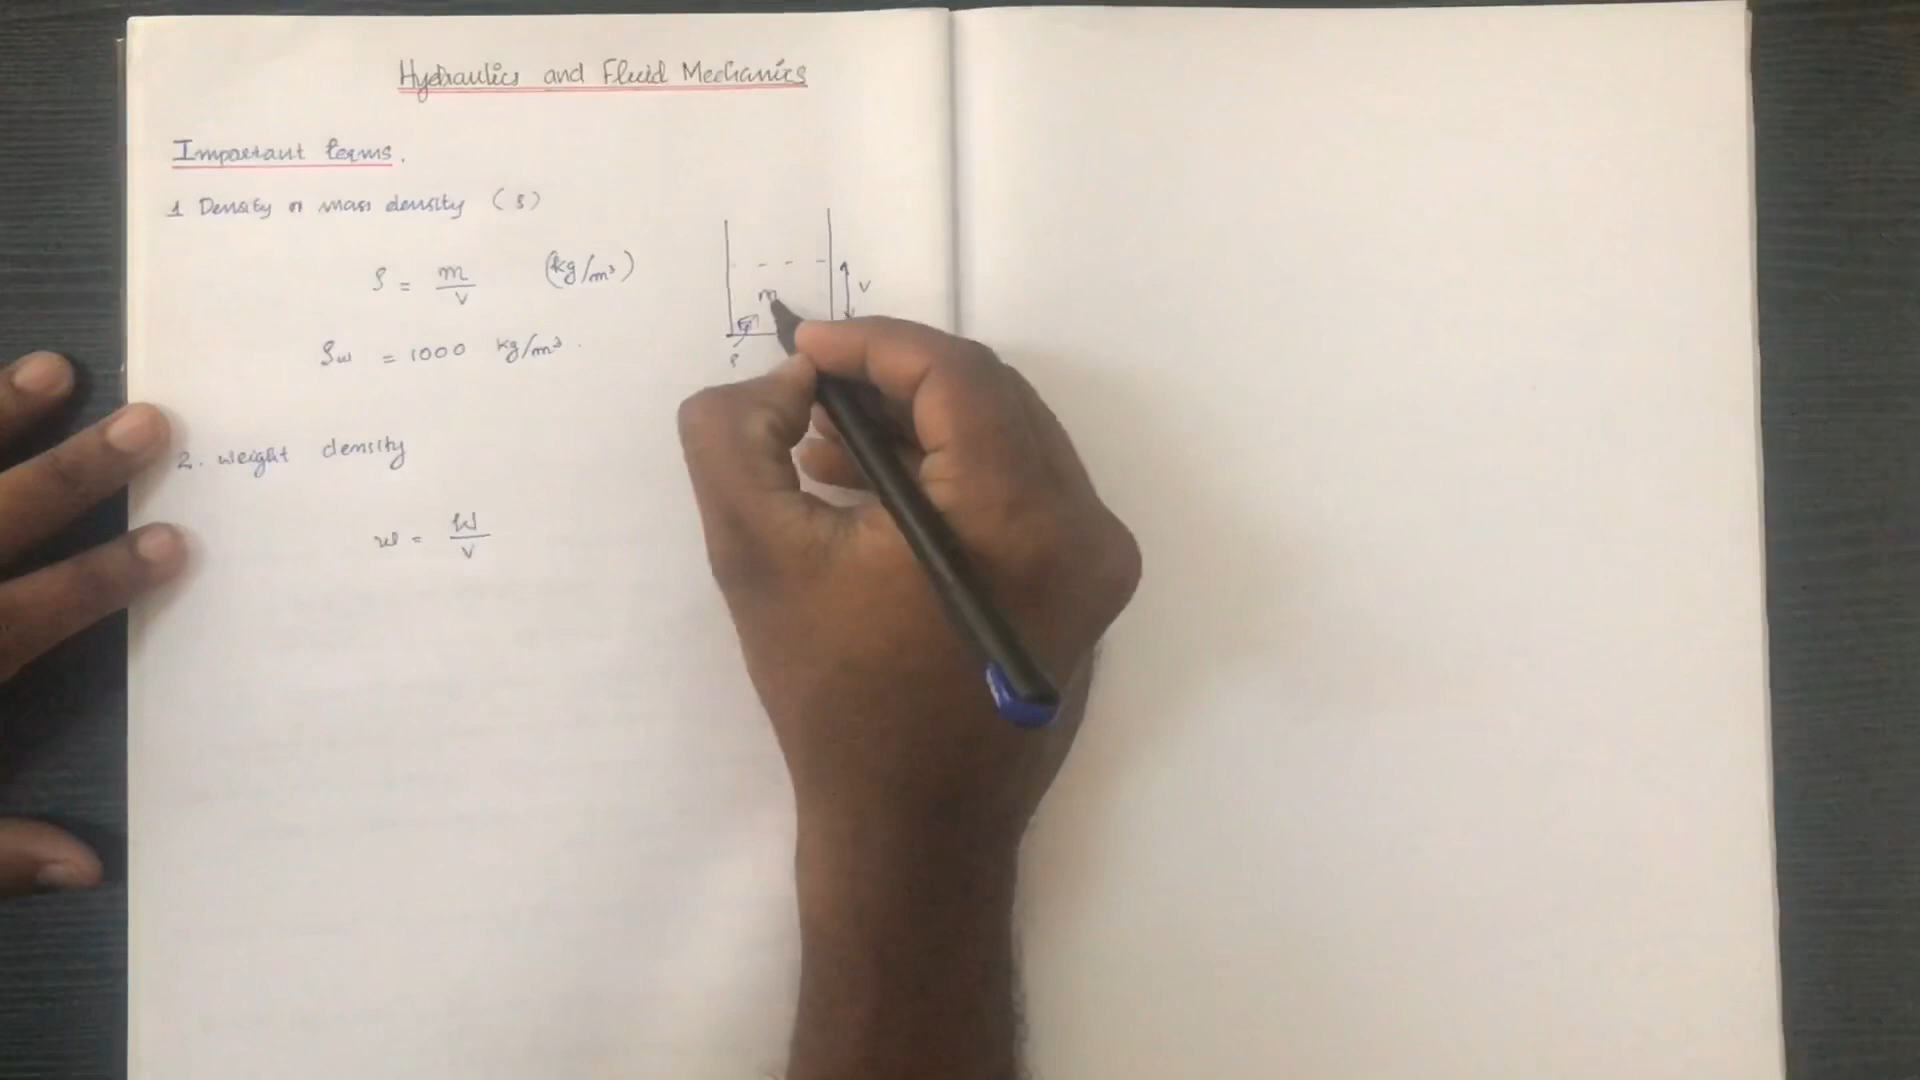 Hydraulics and Fluid Mechanics
Important terms.
1 Density or mass density (ρ)
ρ = m/v (kg/m³)
ρw = 1000 kg/m³.
m
v
ρ
2. weight density
w = W/v